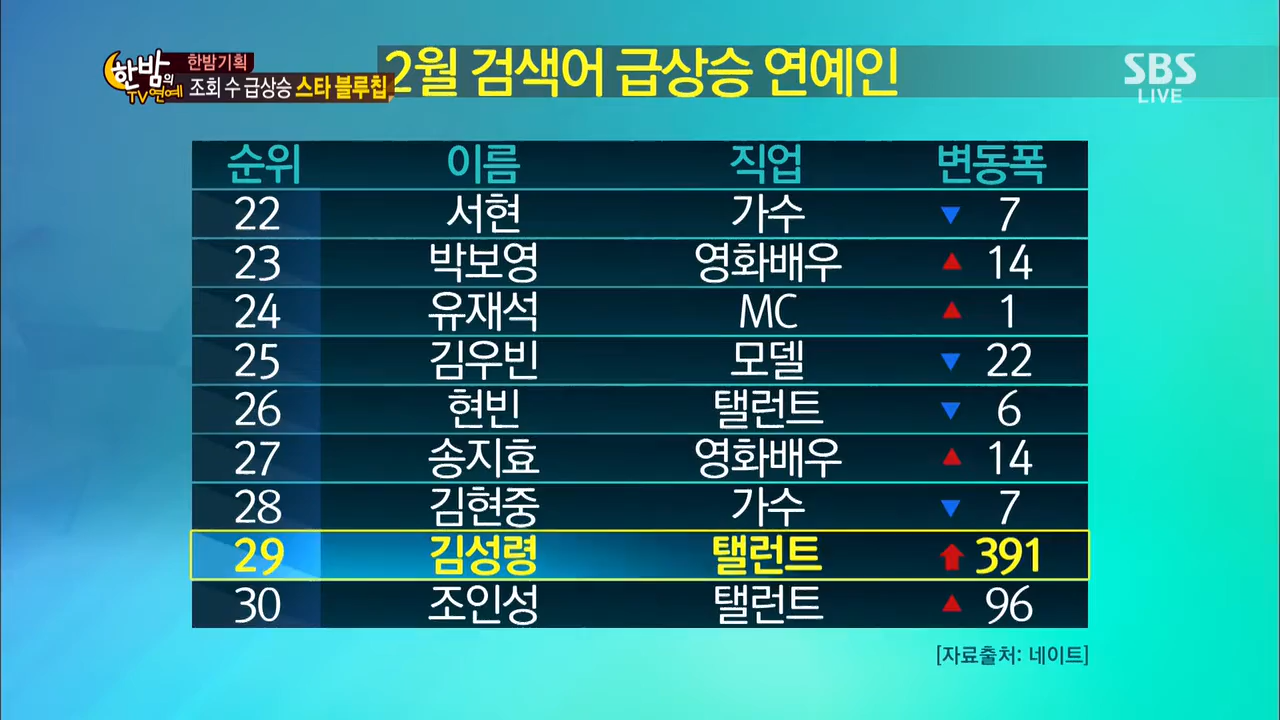 한밤의
TV연예
한밤기획
조회 수 급상승 스타 블루칩
2월 검색어 급상승 연예인
SBS
LIVE
순위 이름 직업 변동폭
22 서현 가수 ▼ 7
23 박보영 영화배우 ▲ 14
24 유재석 MC ▲ 1
25 김우빈 모델 ▼ 22
26 현빈 탤런트 ▼ 6
27 송지효 영화배우 ▲ 14
28 김현중 가수 ▼ 7
29 김성령 탤런트 ⬆ 391
30 조인성 탤런트 ▲ 96
[자료출처: 네이트]